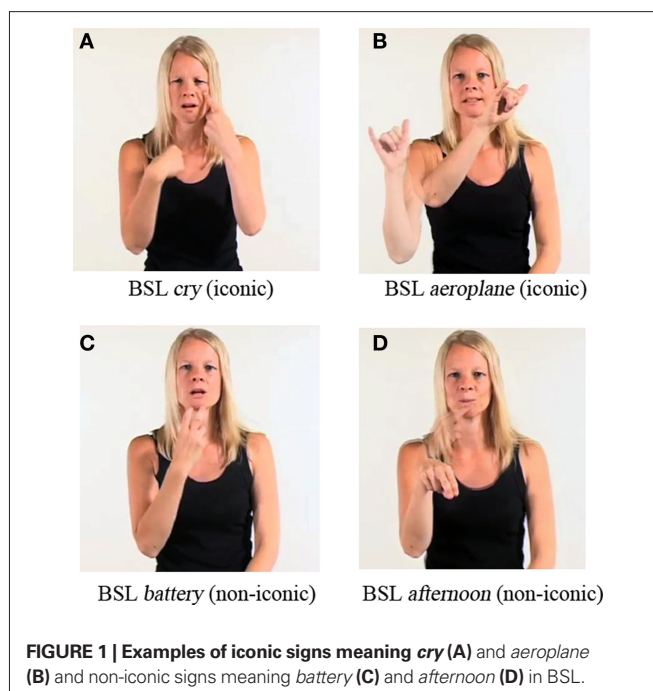 A
B
BSL cry (iconic)
BSL aeroplane (iconic)
C
D
BSL battery (non-iconic)
BSL afternoon (non-iconic)
FIGURE 1 | Examples of iconic signs meaning cry (A) and aeroplane
(B) and non-iconic signs meaning battery (C) and afternoon (D) in BSL.